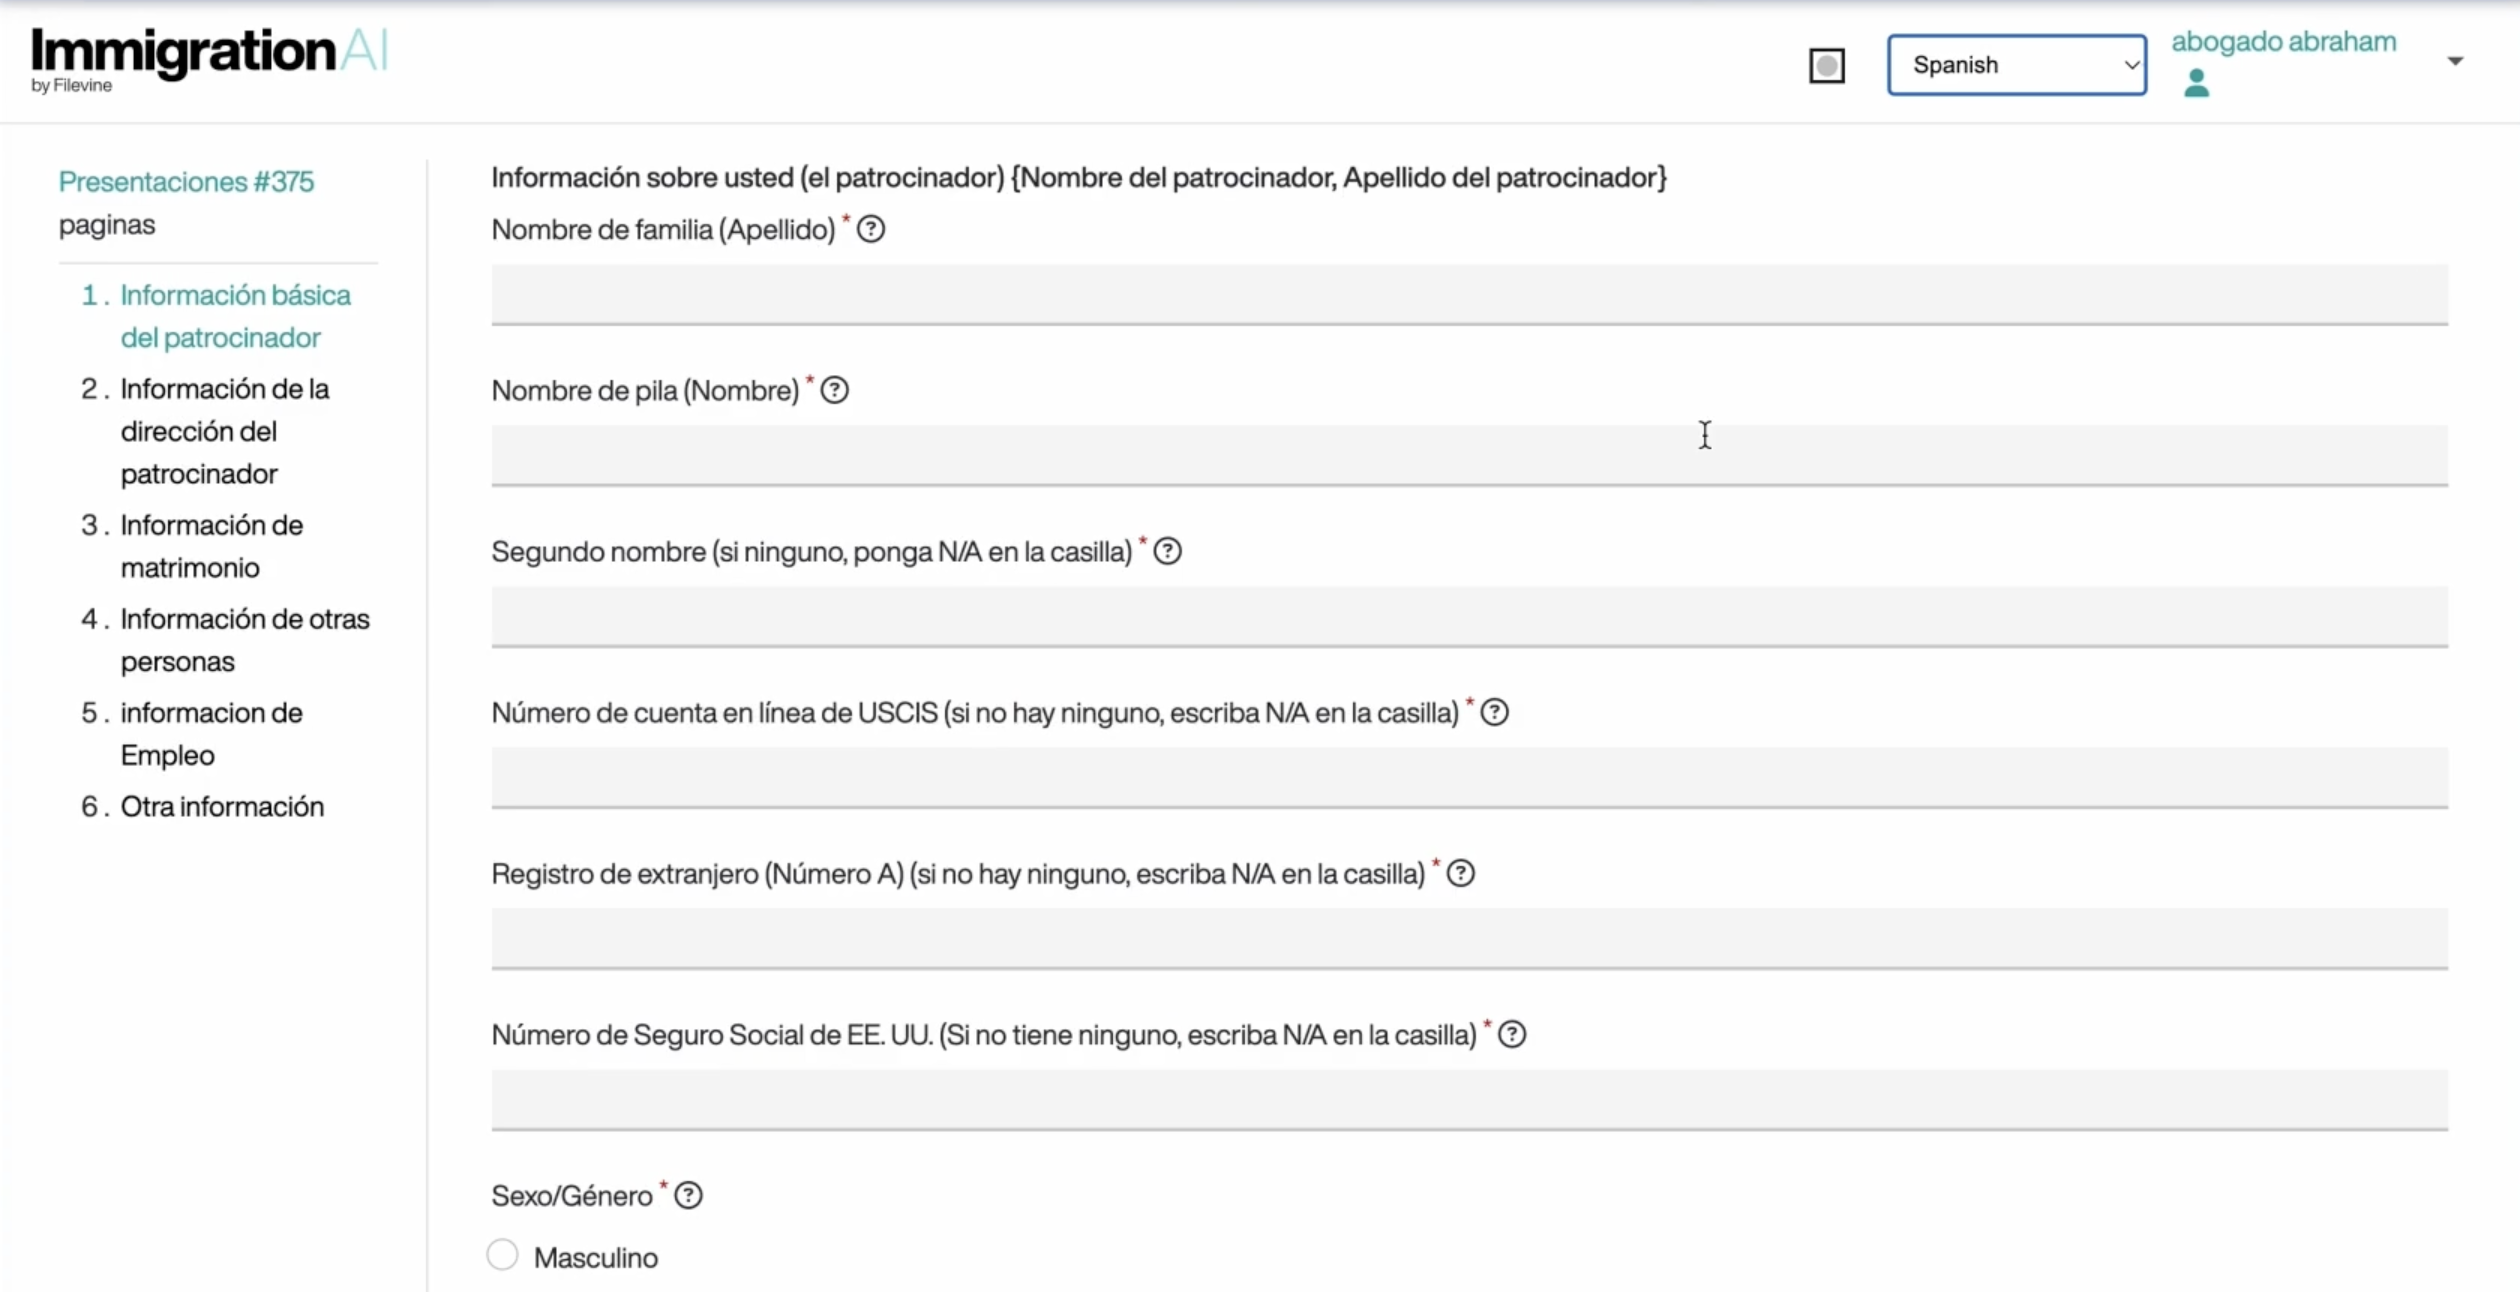 ImmigrationAI
by Filevine
Spanish
abogado abraham
Presentaciones #375
paginas
1. Información básica
del patrocinador
2. Información de la
dirección del
patrocinador
3. Información de
matrimonio
4. Información de otras
personas
5. informacion de
Empleo
6. Otra información
Información sobre usted (el patrocinador) {Nombre del patrocinador, Apellido del patrocinador}
Nombre de familia (Apellido) * ?
Nombre de pila (Nombre) * ?
Segundo nombre (si ninguno, ponga N/A en la casilla) * ?
Número de cuenta en línea de USCIS (si no hay ninguno, escriba N/A en la casilla) * ?
Registro de extranjero (Número A) (si no hay ninguno, escriba N/A en la casilla) * ?
Número de Seguro Social de EE. UU. (Si no tiene ninguno, escriba N/A en la casilla) * ?
Sexo/Género * ?
Masculino